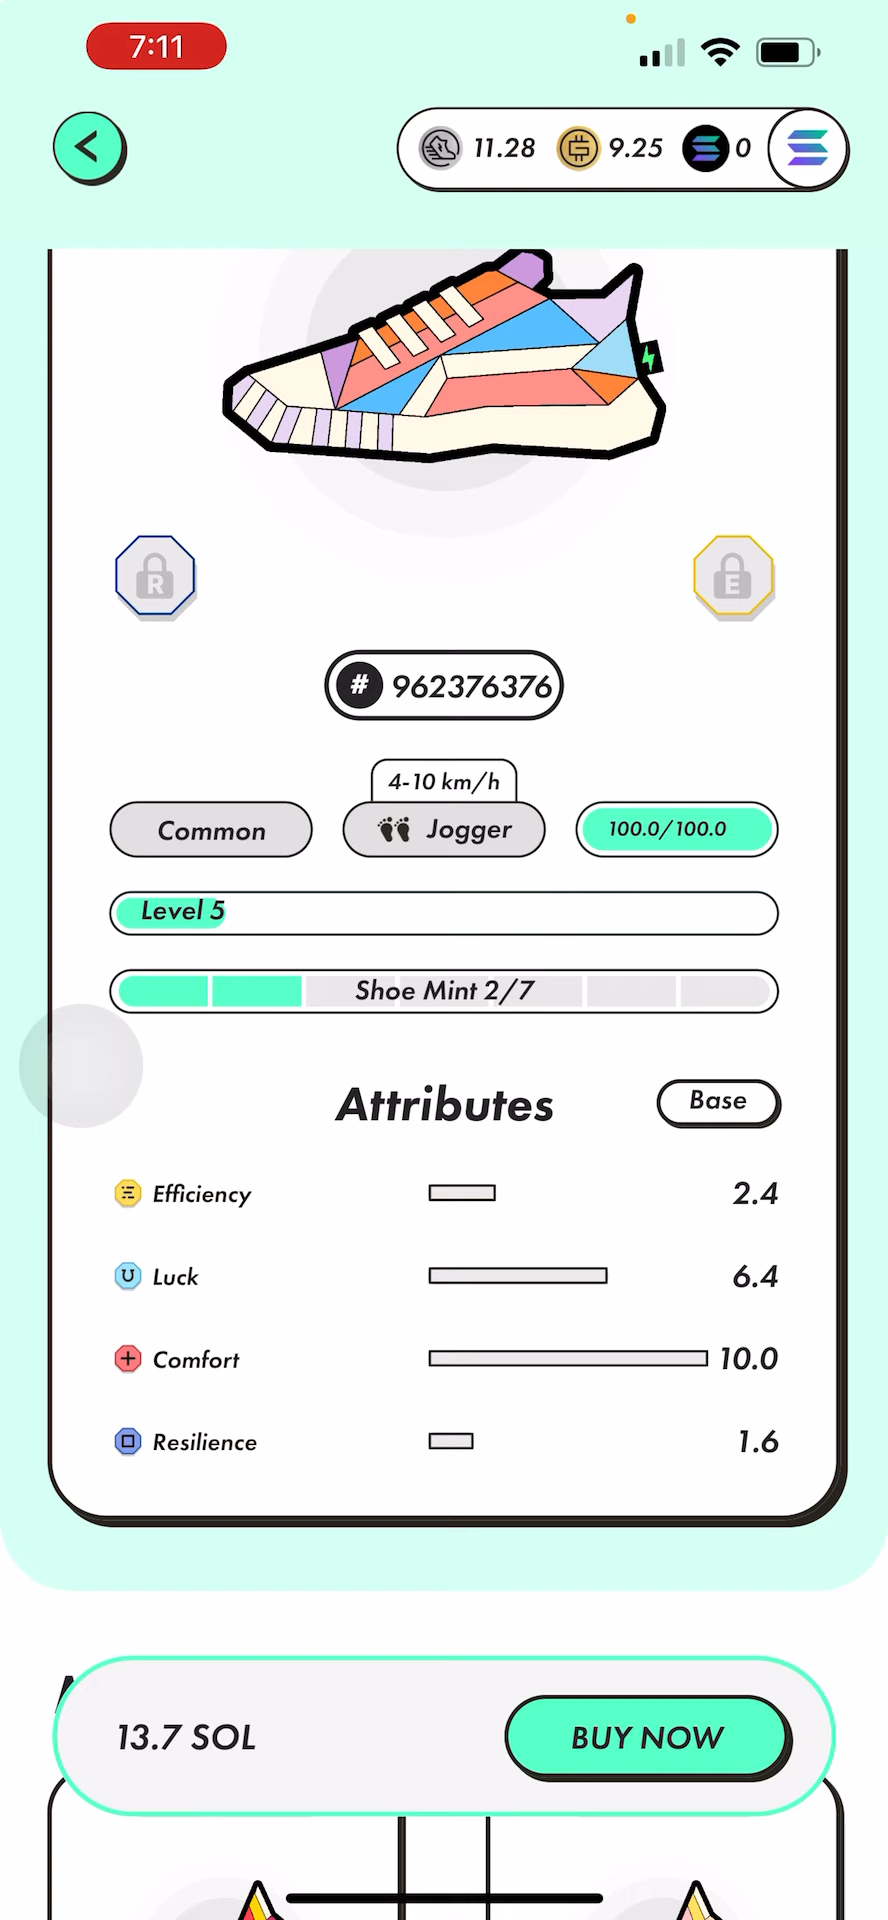 7:11
11.28 9.25 0
R E
# 962376376
4-10 km/h
Common Jogger 100.0/100.0
Level 5
Shoe Mint 2/7
Attributes Base
Efficiency 2.4
Luck 6.4
Comfort 10.0
Resilience 1.6
13.7 SOL BUY NOW